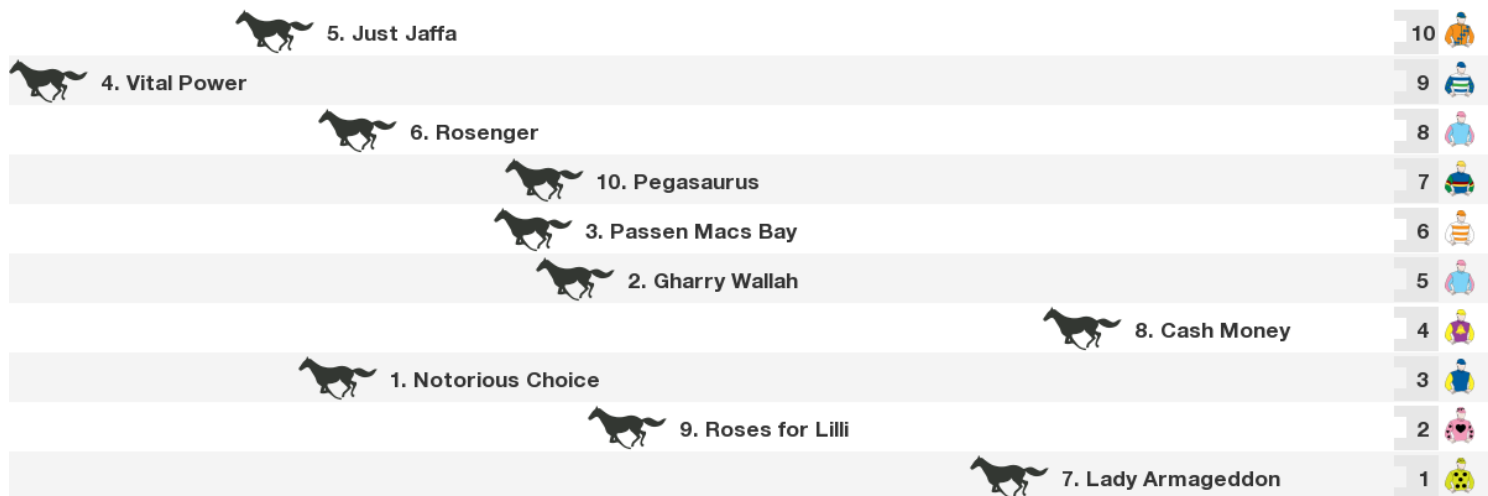 5. Just Jaffa 10
4. Vital Power 9
6. Rosenger 8
10. Pegasaurus 7
3. Passen Macs Bay 6
2. Gharry Wallah 5
8. Cash Money 4
1. Notorious Choice 3
9. Roses for Lilli 2
7. Lady Armageddon 1